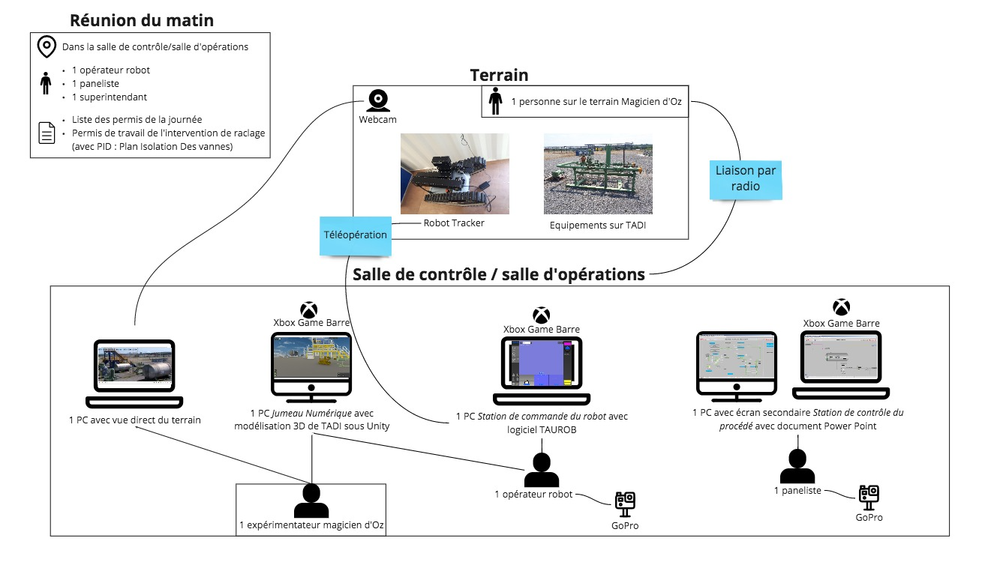 Réunion du matin
Dans la salle de contrôle/salle d'opérations
• 1 opérateur robot
• 1 paneliste
• 1 superintendant
• Liste des permis de la journée
• Permis de travail de l'intervention de raclage
(avec PID : Plan Isolation Des vannes)
Terrain
Webcam
1 personne sur le terrain Magicien d'Oz
Liaison par
radio
Robot Tracker
Equipements sur TADI
Téléopération
Salle de contrôle / salle d'opérations
1 PC avec vue direct du terrain
Xbox Game Barre
1 PC Jumeau Numérique avec
modélisation 3D de TADI sous Unity
Xbox Game Barre
1 PC Station de commande du robot avec
logiciel TAUROB
Xbox Game Barre
1 PC avec écran secondaire Station de contrôle du
procédé avec document Power Point
1 expérimentateur magicien d'Oz
1 opérateur robot
GoPro
1 paneliste
GoPro